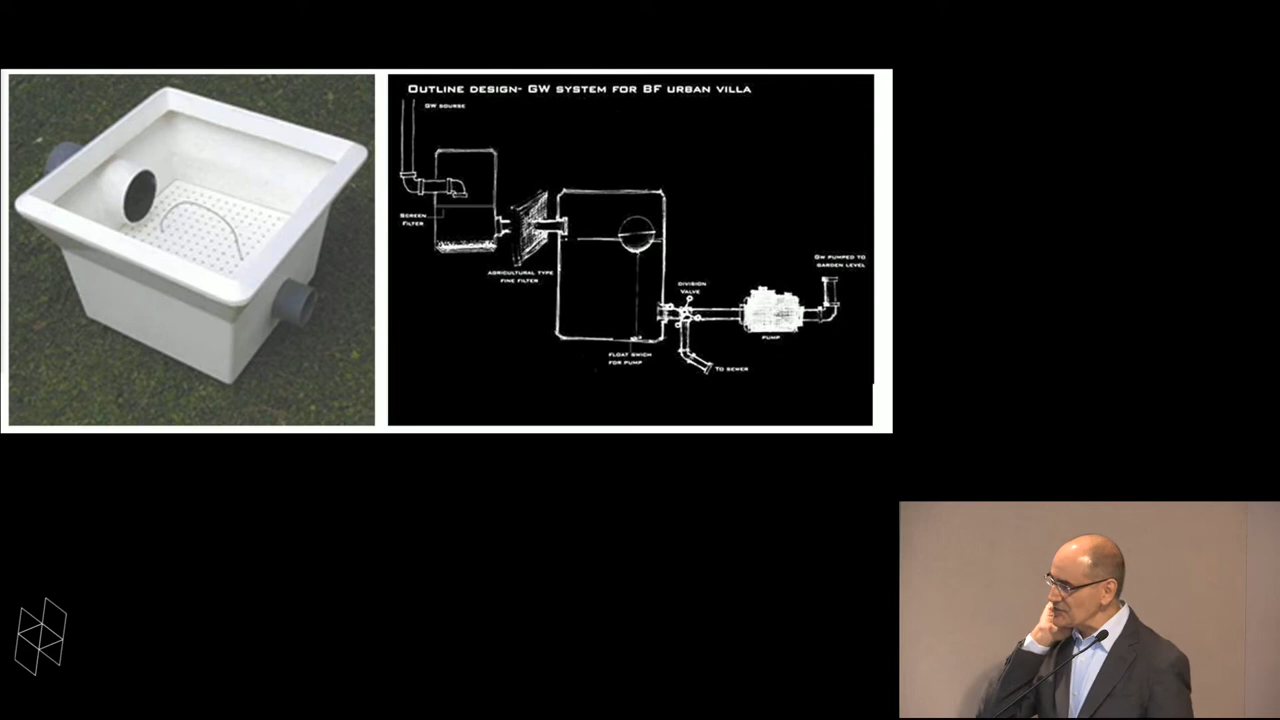 OUTLINE DESIGN- GW SYSTEM FOR BF URBAN VILLA
GW SOURSE
SCREEN
FILTER
AGRICULTURAL TYPE
FINE FILTER
DIVISION
VALVE
GW PUMPED TO
GARDEN LEVEL
PUMP
FLOAT SWICH
FOR PUMP
TO SEWER